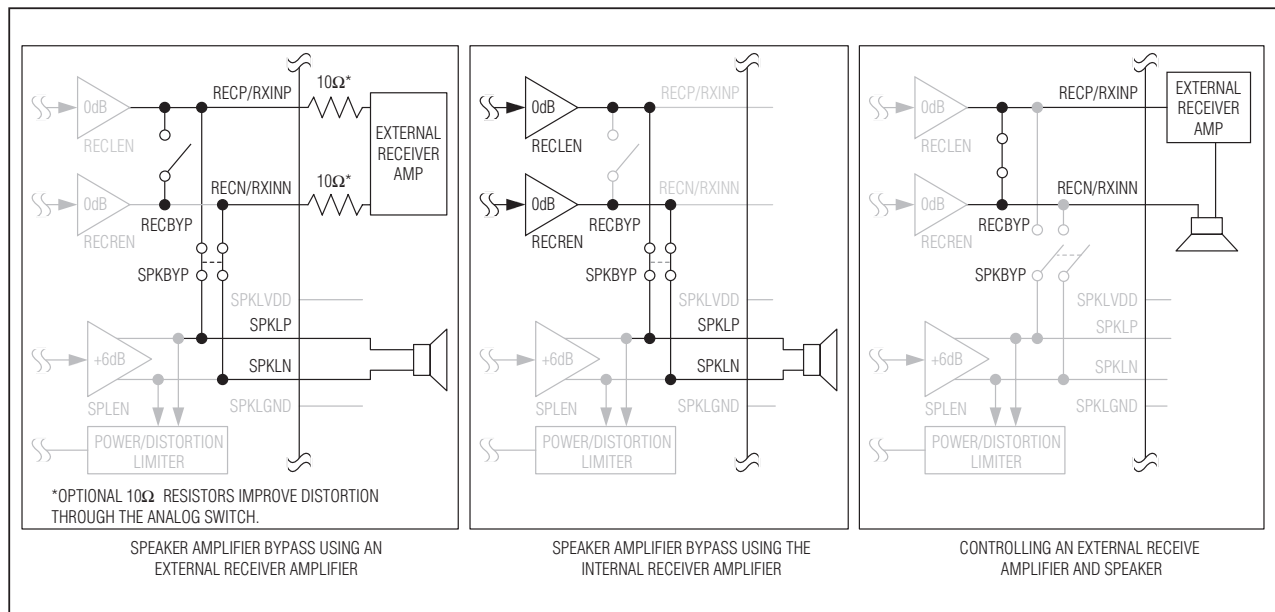 0dB
RECLEN
RECP/RXINP
10Ω*
EXTERNAL
RECEIVER
AMP
0dB
RECREN
RECN/RXINN
10Ω*
RECBYP
SPKBYP
SPKLVDD
SPKLP
+6dB
SPKLN
SPLEN
SPKLGND
POWER/DISTORTION
LIMITER
*OPTIONAL 10Ω RESISTORS IMPROVE DISTORTION
THROUGH THE ANALOG SWITCH.
SPEAKER AMPLIFIER BYPASS USING AN
EXTERNAL RECEIVER AMPLIFIER
0dB
RECLEN
RECP/RXINP
0dB
RECREN
RECN/RXINN
RECBYP
SPKBYP
SPKLVDD
SPKLP
+6dB
SPKLN
SPLEN
SPKLGND
POWER/DISTORTION
LIMITER
SPEAKER AMPLIFIER BYPASS USING THE
INTERNAL RECEIVER AMPLIFIER
0dB
RECLEN
RECP/RXINP
EXTERNAL
RECEIVER
AMP
0dB
RECREN
RECN/RXINN
RECBYP
SPKBYP
SPKLVDD
SPKLP
+6dB
SPKLN
SPLEN
SPKLGND
POWER/DISTORTION
LIMITER
CONTROLLING AN EXTERNAL RECEIVE
AMPLIFIER AND SPEAKER